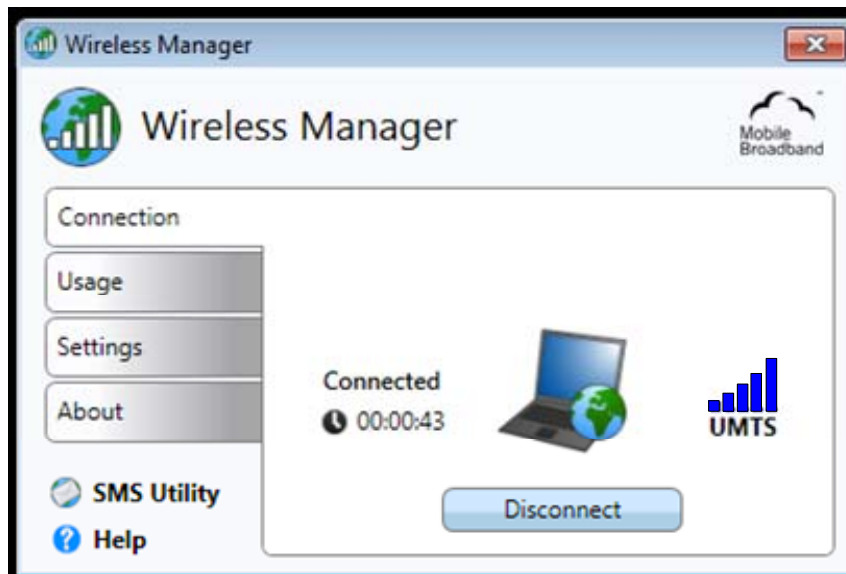 Wireless Manager
Wireless Manager
Mobile
Broadband
Connection
Usage
Settings
About
Connected
00:00:43
UMTS
Disconnect
SMS Utility
Help